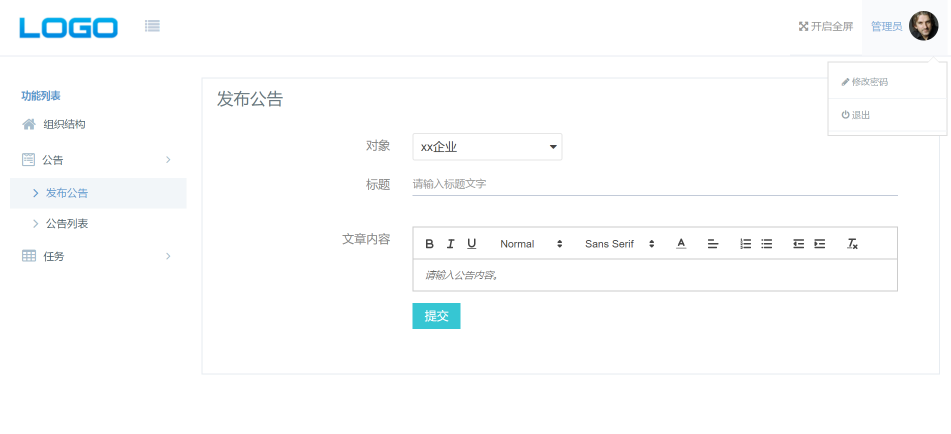 LOGO
开启全屏
管理员
修改密码
退出
功能列表
组织结构
公告
发布公告
公告列表
任务
发布公告
对象
xx企业
标题
请输入标题文字
文章内容
B I U Normal Sans Serif A
请输入公告内容。
提交